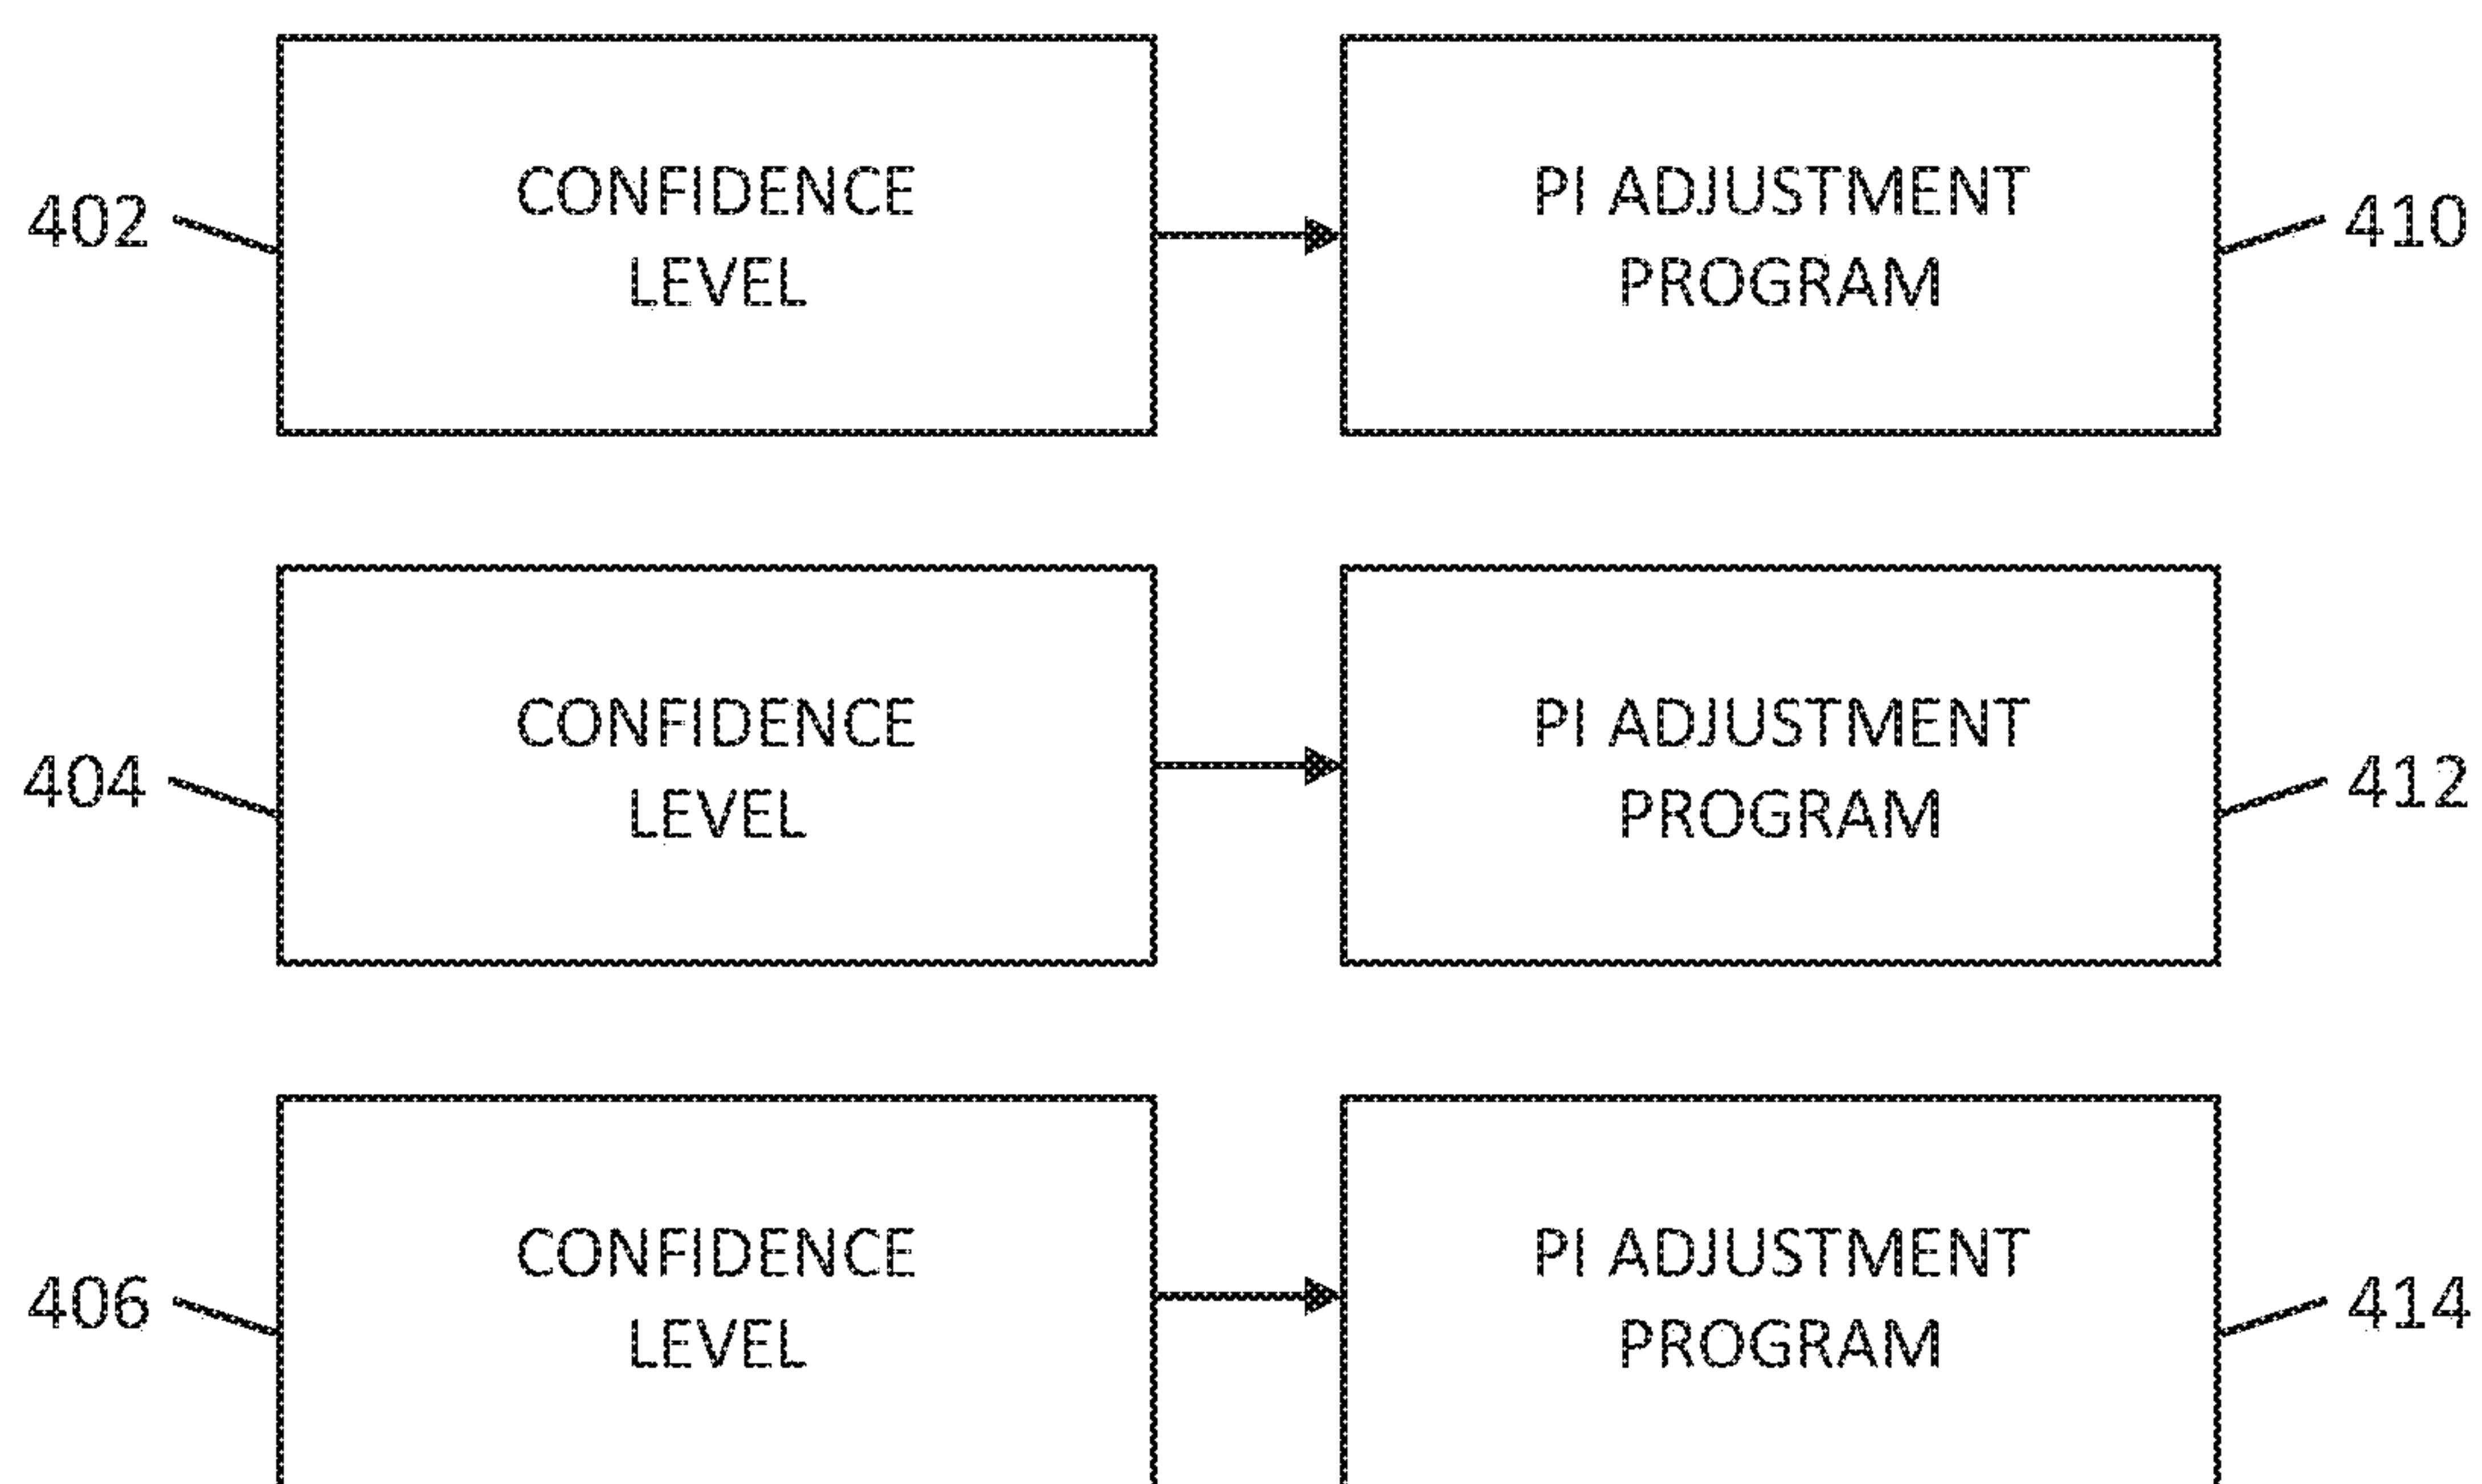 402
CONFIDENCE
LEVEL
PI ADJUSTMENT
PROGRAM
410
404
CONFIDENCE
LEVEL
PI ADJUSTMENT
PROGRAM
412
406
CONFIDENCE
LEVEL
PI ADJUSTMENT
PROGRAM
414